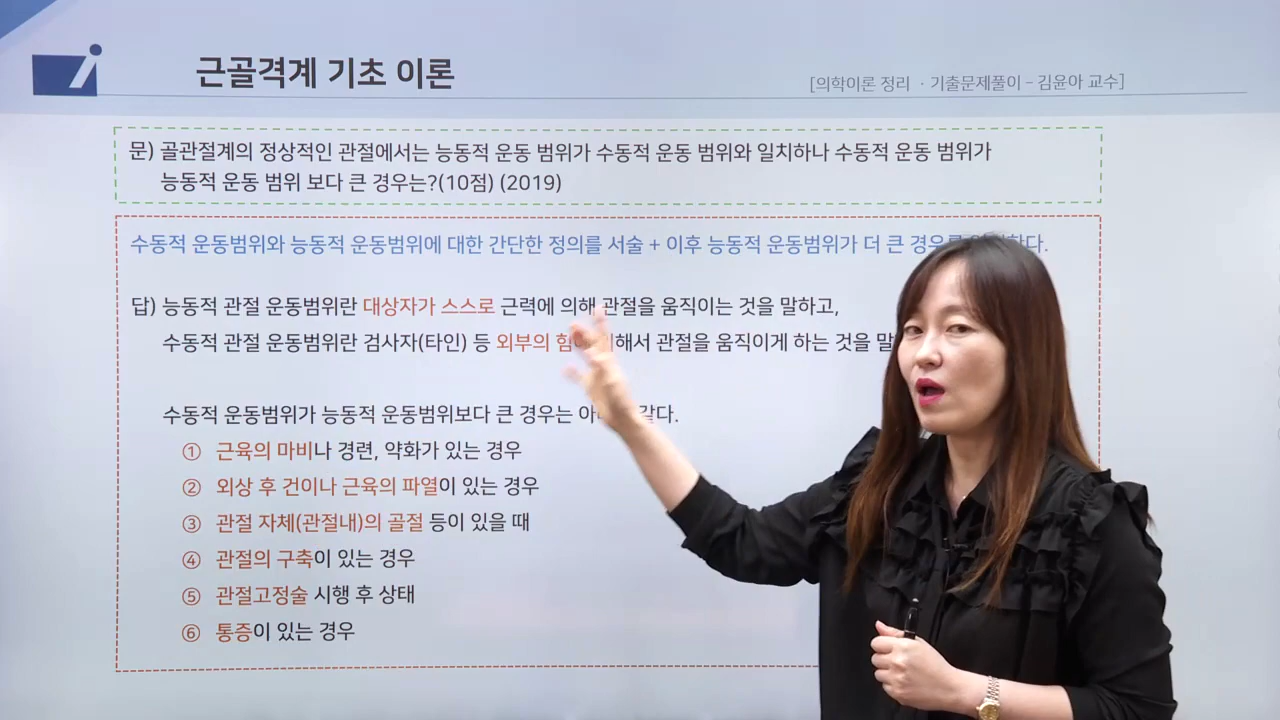 근골격계 기초 이론
[의학이론 정리 · 기출문제풀이 – 김윤아 교수]
문) 골관절계의 정상적인 관절에서는 능동적 운동 범위가 수동적 운동 범위와 일치하나 수동적 운동 범위가
능동적 운동 범위 보다 큰 경우는?(10점) (2019)
수동적 운동범위와 능동적 운동범위에 대한 간단한 정의를 서술 + 이후 능동적 운동범위가 더 큰
답) 능동적 관절 운동범위란 대상자가 스스로 근력에 의해 관절을 움직이는 것을 말하고,
수동적 관절 운동범위란 검사자(타인) 등 외부의 관절을 움직이게 하는 것을
수동적 운동범위가 능동적 운동범위보다 큰 경우는 같다.
① 근육의 마비나 경련, 약화가 있는 경우
② 외상 후 건이나 근육의 파열이 있는 경우
③ 관절 자체(관절내)의 골절 등이 있을 때
④ 관절의 구축이 있는 경우
⑤ 관절고정술 시행 후 상태
⑥ 통증이 있는 경우